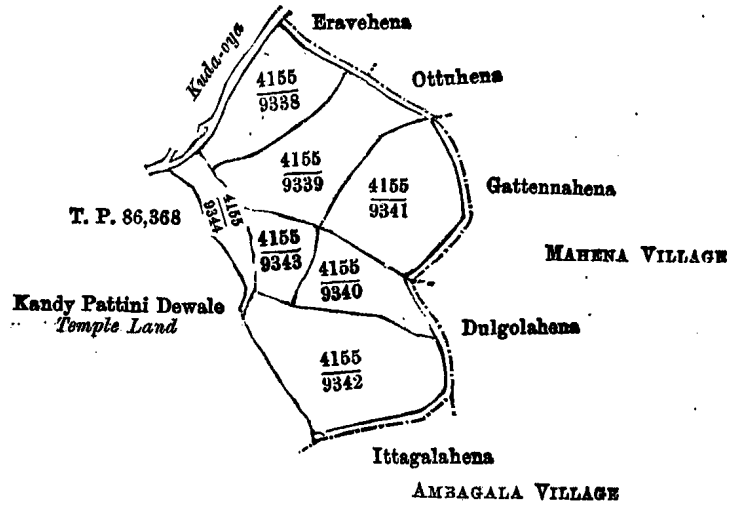 Eravehena
Kuda-oya
Ottuhena
4155
9338
4155
9339
4155
9341
Gattennahena
T. P. 86,368
4155
9344
4155
9343
4155
9340
MAHENA VILLAGE
Kandy Pattini Dewale
Temple Land
Dulgolahena
4155
9342
Ittagalahena
AMBAGALA VILLAGE